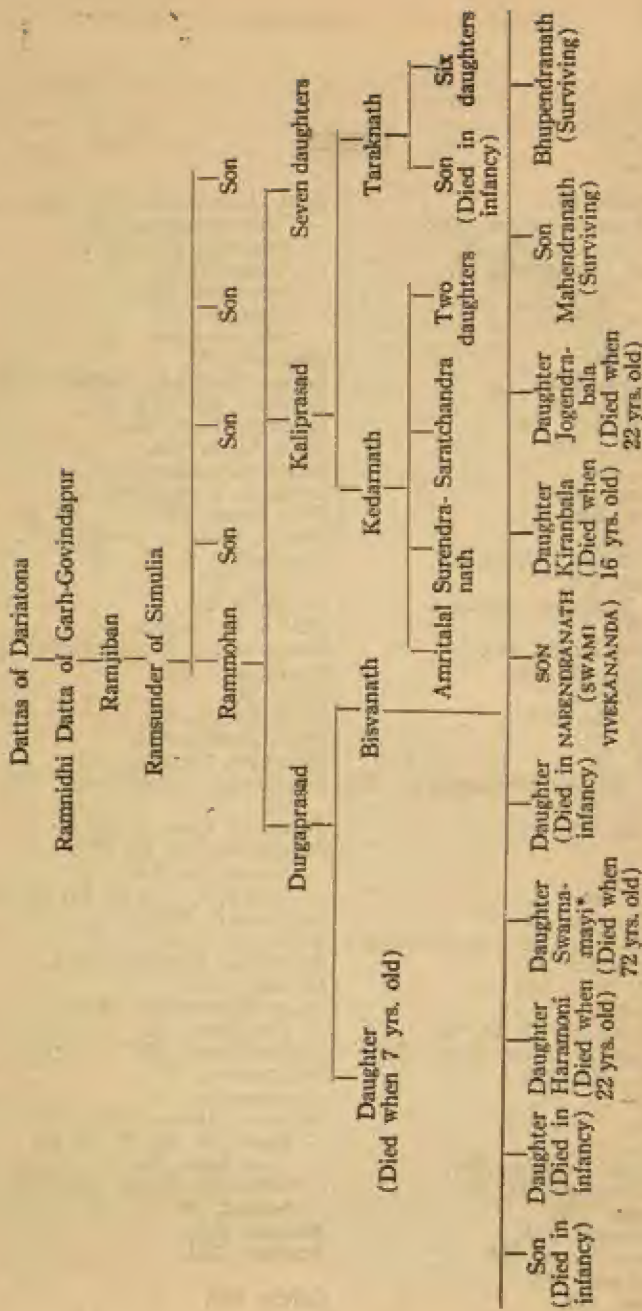 Dattas of Dariatona
Ramnidhi Datta of Garh-Govindapur
Ramjiban
Ramsunder of Simulia
Rammohan Son Son Son Son
Durgaprasad Kaliprasad Seven daughters
Daughter
(Died when 7 yrs. old)
Bisvanath
Kedarnath Taraknath
Amritalal Surendra- Saratchandra Two
nath daughters
Son Six
(Died in daughters
infancy)
Son
(Died in
infancy)
Daughter
(Died in
infancy)
Daughter
Haramoni
(Died when
22 yrs. old)
Daughter
Swarna-
mayi*
(Died when
72 yrs. old)
Daughter
(Died in
infancy)
SON
NARENDRANATH
(SWAMI
VIVEKANANDA)
Daughter
Kiranbala
(Died when
16 yrs. old)
Daughter
Jogendra-
bala
(Died when
22 yrs. old)
Son
Mahendranath
(Surviving)
Bhupendranath
(Surviving)